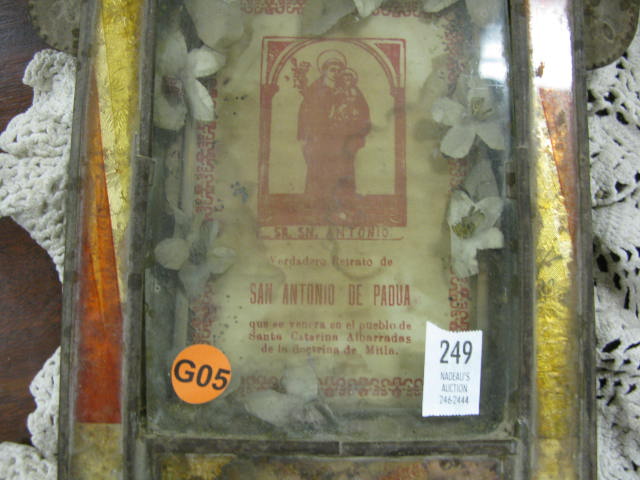 SR. SN. ANTONIO
Verdadero Retrato de
SAN ANTONIO DE PADUA
que se venera en el pueblo de
Santa Catarina Albarradas
de la doctrina de Mitla.
G05
249
NADEAU'S
AUCTION
246-2444